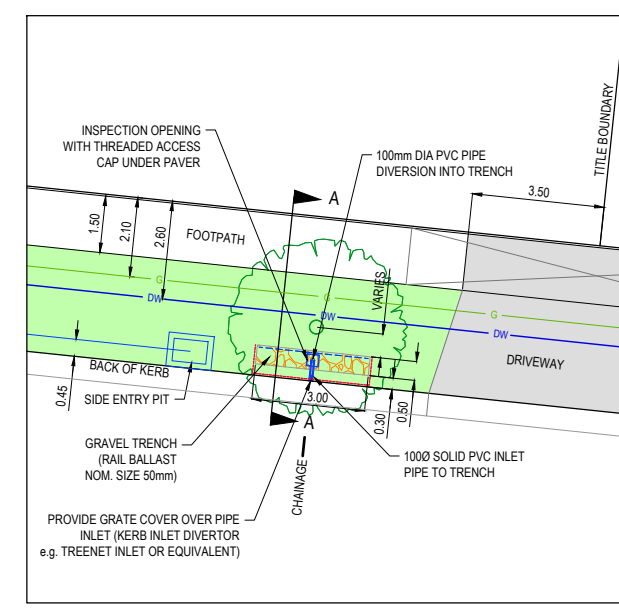 INSPECTION OPENING
WITH THREADED ACCESS
CAP UNDER PAVER
100mm DIA PVC PIPE
DIVERSION INTO TRENCH
TITLE BOUNDARY
A
3.50
1.50
2.10
2.60
FOOTPATH
VARIES
G
G
G
DW
DW
DW
DRIVEWAY
BACK OF KERB
0.45
SIDE ENTRY PIT
3.00
0.30
0.50
A
GRAVEL TRENCH
(RAIL BALLAST
NOM. SIZE 50mm)
CHAINAGE
100Ø SOLID PVC INLET
PIPE TO TRENCH
PROVIDE GRATE COVER OVER PIPE
INLET (KERB INLET DIVERTOR
e.g. TREENET INLET OR EQUIVALENT)